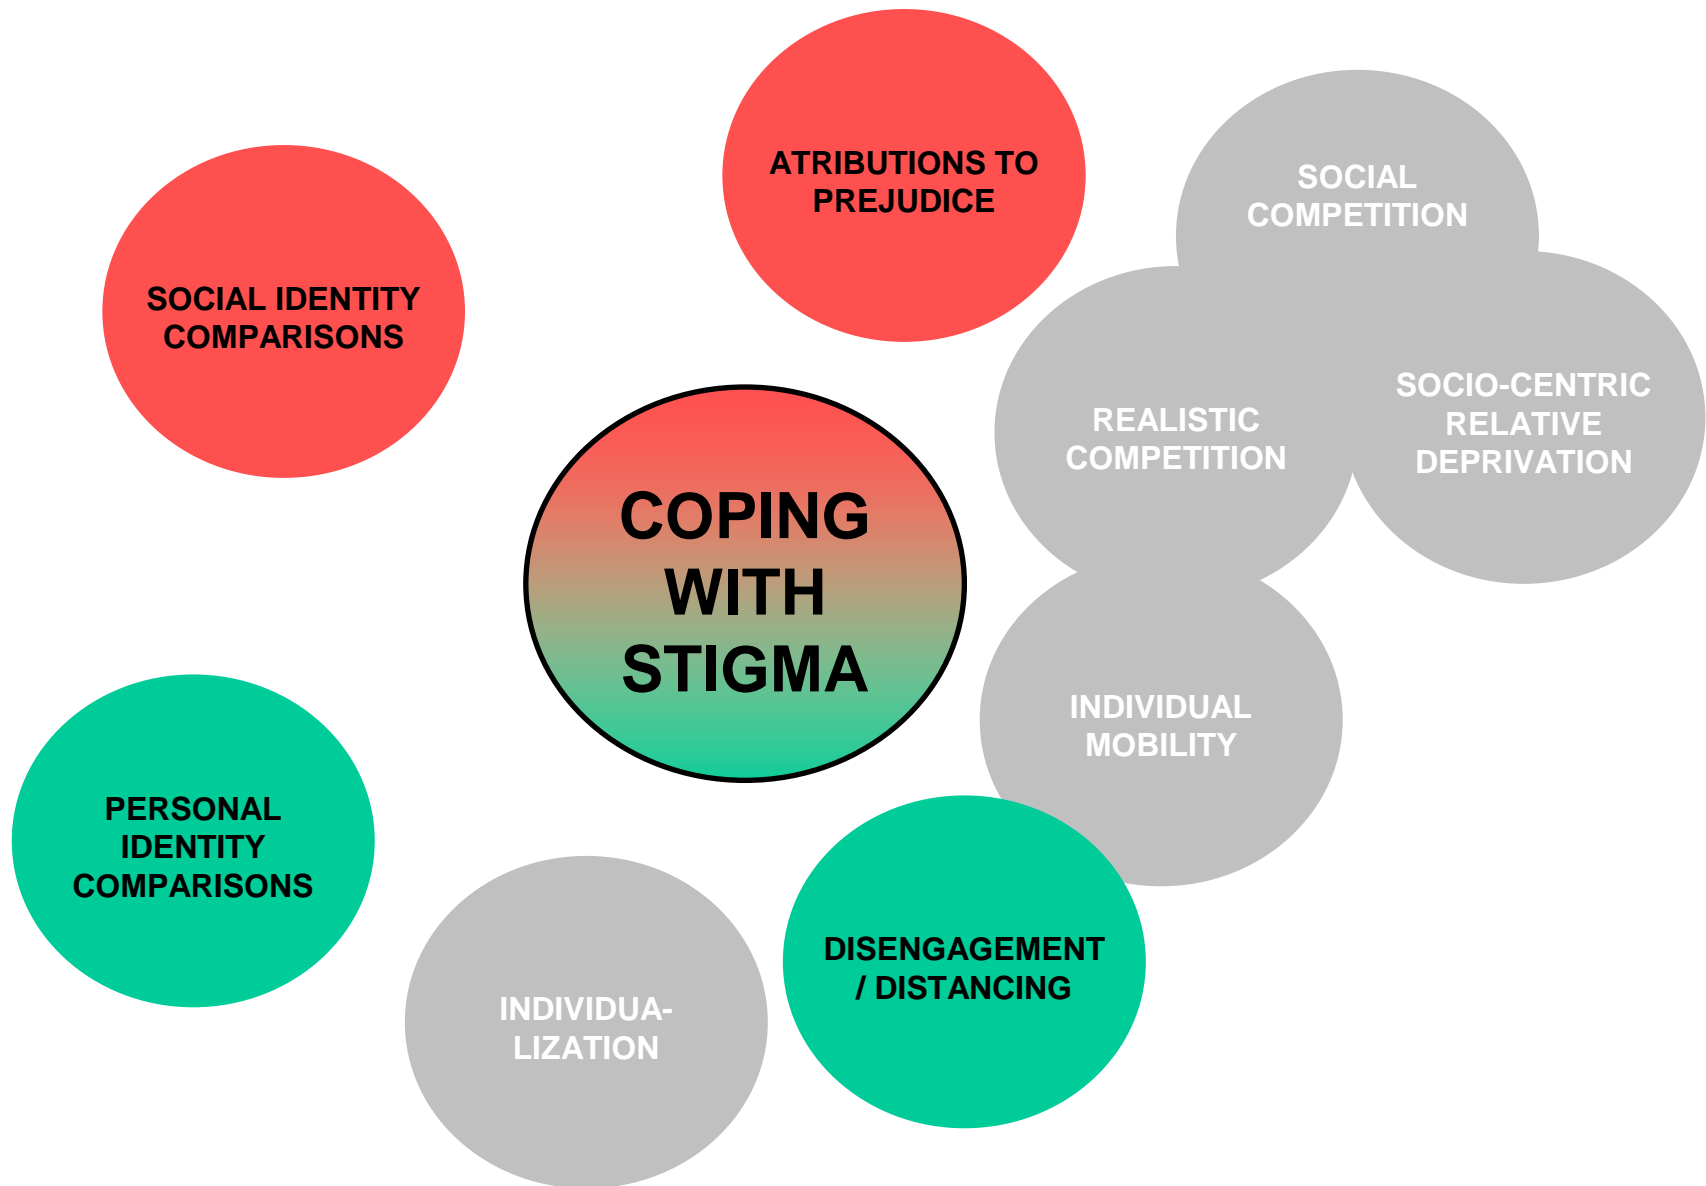 ATRIBUTIONS TO
PREJUDICE
SOCIAL
COMPETITION
SOCIAL IDENTITY
COMPARISONS
REALISTIC
COMPETITION
SOCIO-CENTRIC
RELATIVE
DEPRIVATION
COPING
WITH
STIGMA
INDIVIDUAL
MOBILITY
PERSONAL
IDENTITY
COMPARISONS
DISENGAGEMENT
/ DISTANCING
INDIVIDUA-
LIZATION